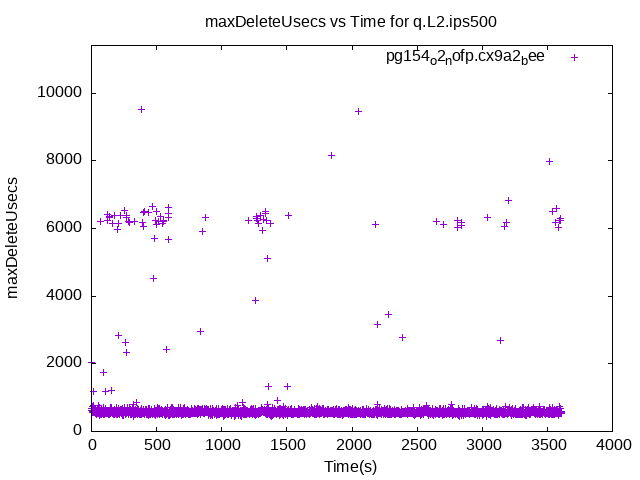 maxDeleteUsecs vs Time for q.L2.ips500
pg154o2nofp.cx9a2bee
10000
8000
6000
4000
2000
0
maxDeleteUsecs
0 500 1000 1500 2000 2500 3000 3500 4000
Time(s)